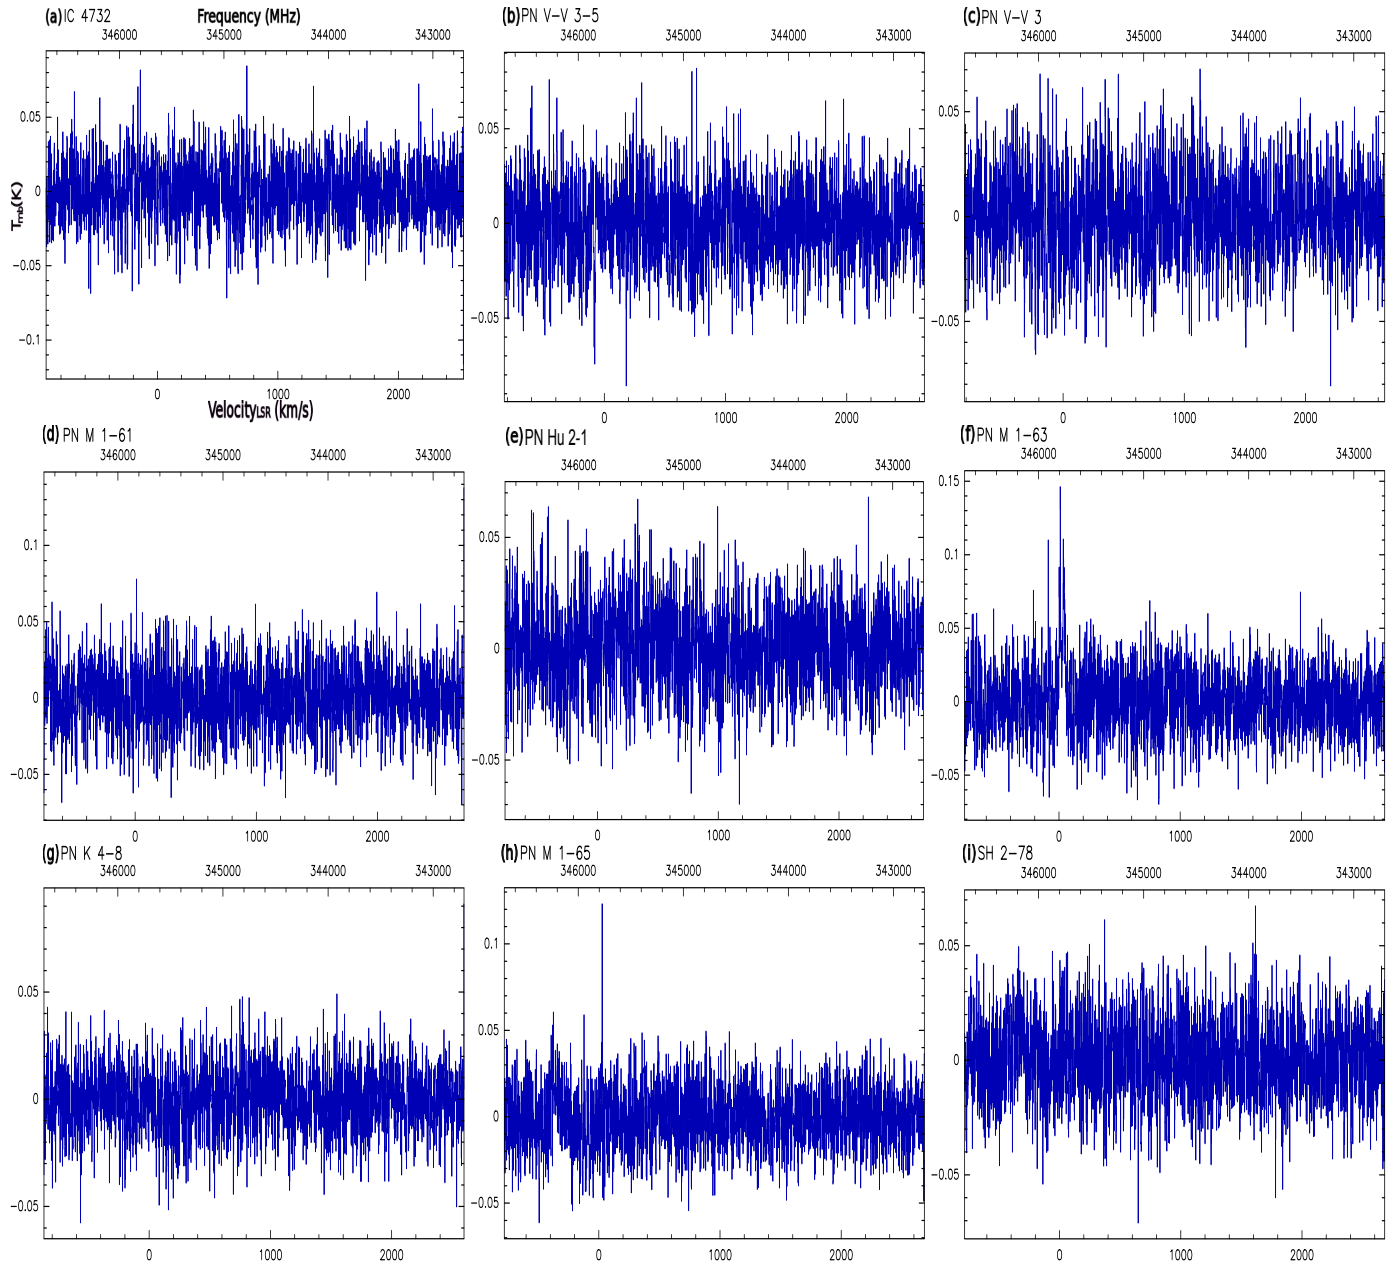 (a) IC 4732
Frequency (MHz)
346000 345000 344000 343000
0.05
0
−0.05
−0.1
Tmb(K)
0 1000 2000
VelocityLSR (km/s)
(b) PN V−V 3−5
346000 345000 344000 343000
0.05
0
−0.05
0 1000 2000
(c) PN V−V 3
346000 345000 344000 343000
0.05
0
−0.05
0 1000 2000
(d) PN M 1−61
346000 345000 344000 343000
0.1
0.05
0
−0.05
0 1000 2000
(e) PN Hu 2-1
346000 345000 344000 343000
0.05
0
−0.05
0 1000 2000
(f) PN M 1−63
346000 345000 344000 343000
0.15
0.1
0.05
0
−0.05
0 1000 2000
(g) PN K 4−8
346000 345000 344000 343000
0.05
0
−0.05
0 1000 2000
(h) PN M 1−65
346000 345000 344000 343000
0.1
0.05
0
−0.05
0 1000 2000
(i) SH 2−78
346000 345000 344000 343000
0.05
0
−0.05
0 1000 2000